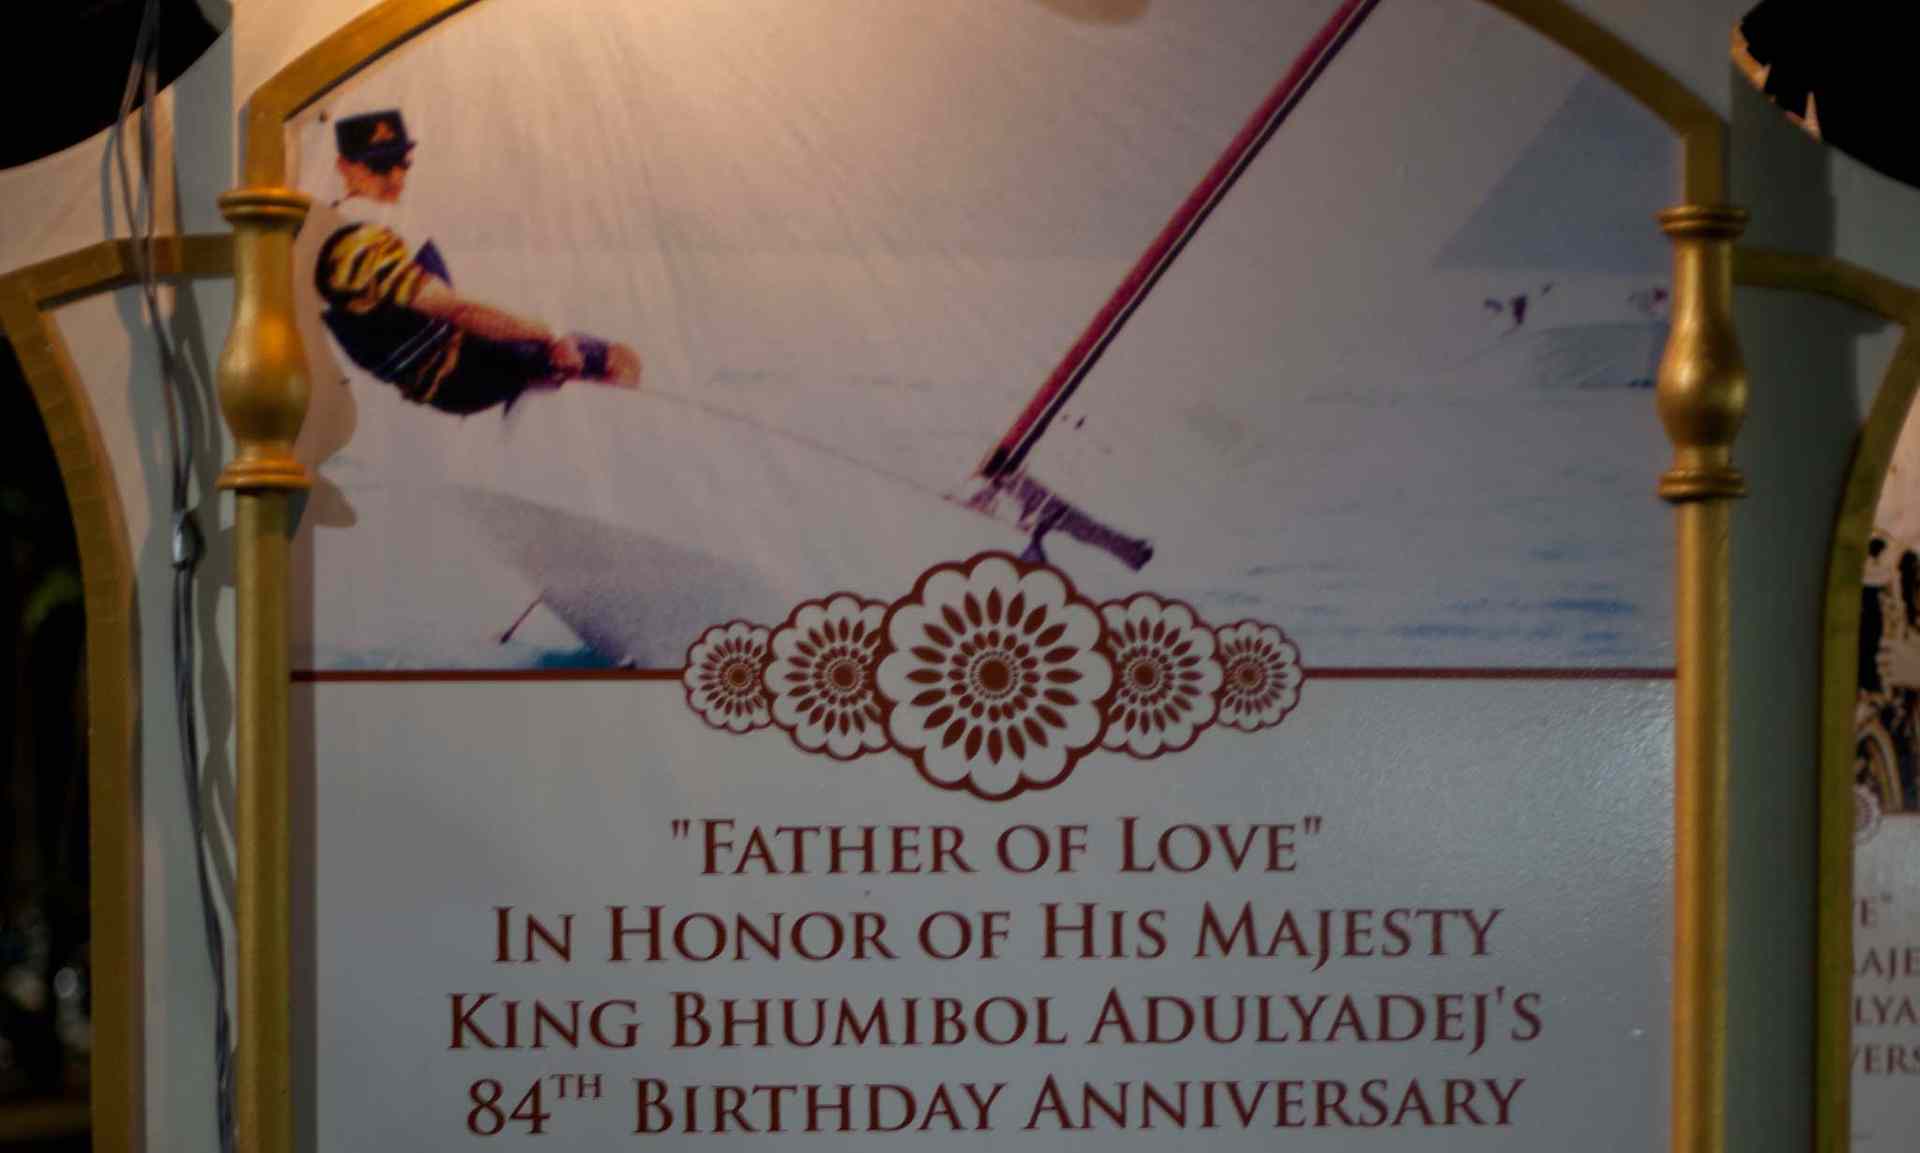 "FATHER OF LOVE"
IN HONOR OF HIS MAJESTY
KING BHUMIBOL ADULYADEJ'S
84TH BIRTHDAY ANNIVERSARY